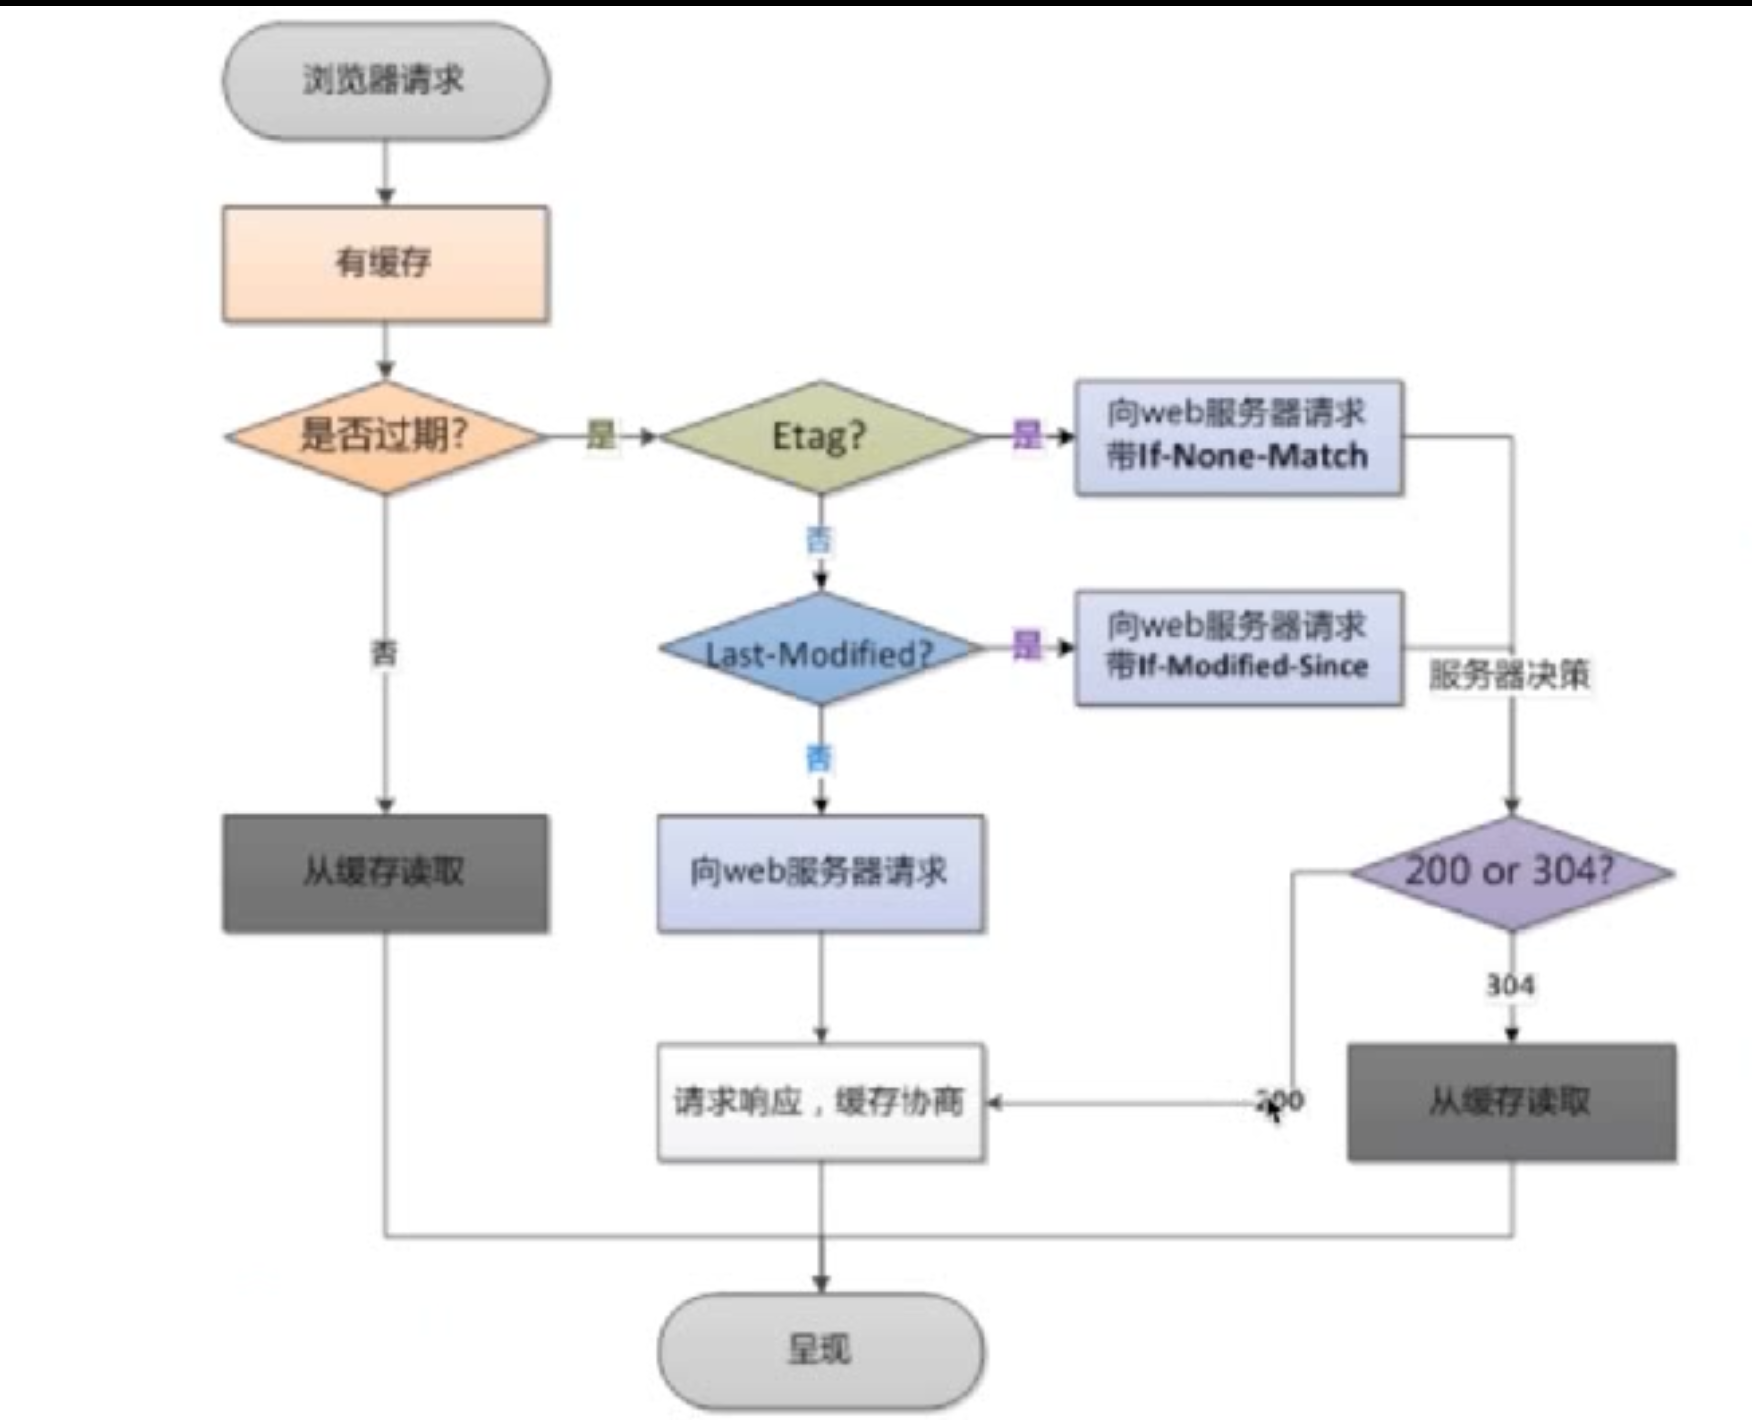 浏览器请求
有缓存
是否过期?
是
Etag?
是
向web服务器请求
带If-None-Match
否
否
Last-Modified?
是
向web服务器请求
带If-Modified-Since
服务器决策
否
从缓存读取
向web服务器请求
200 or 304?
304
请求响应，缓存协商
200
从缓存读取
呈现